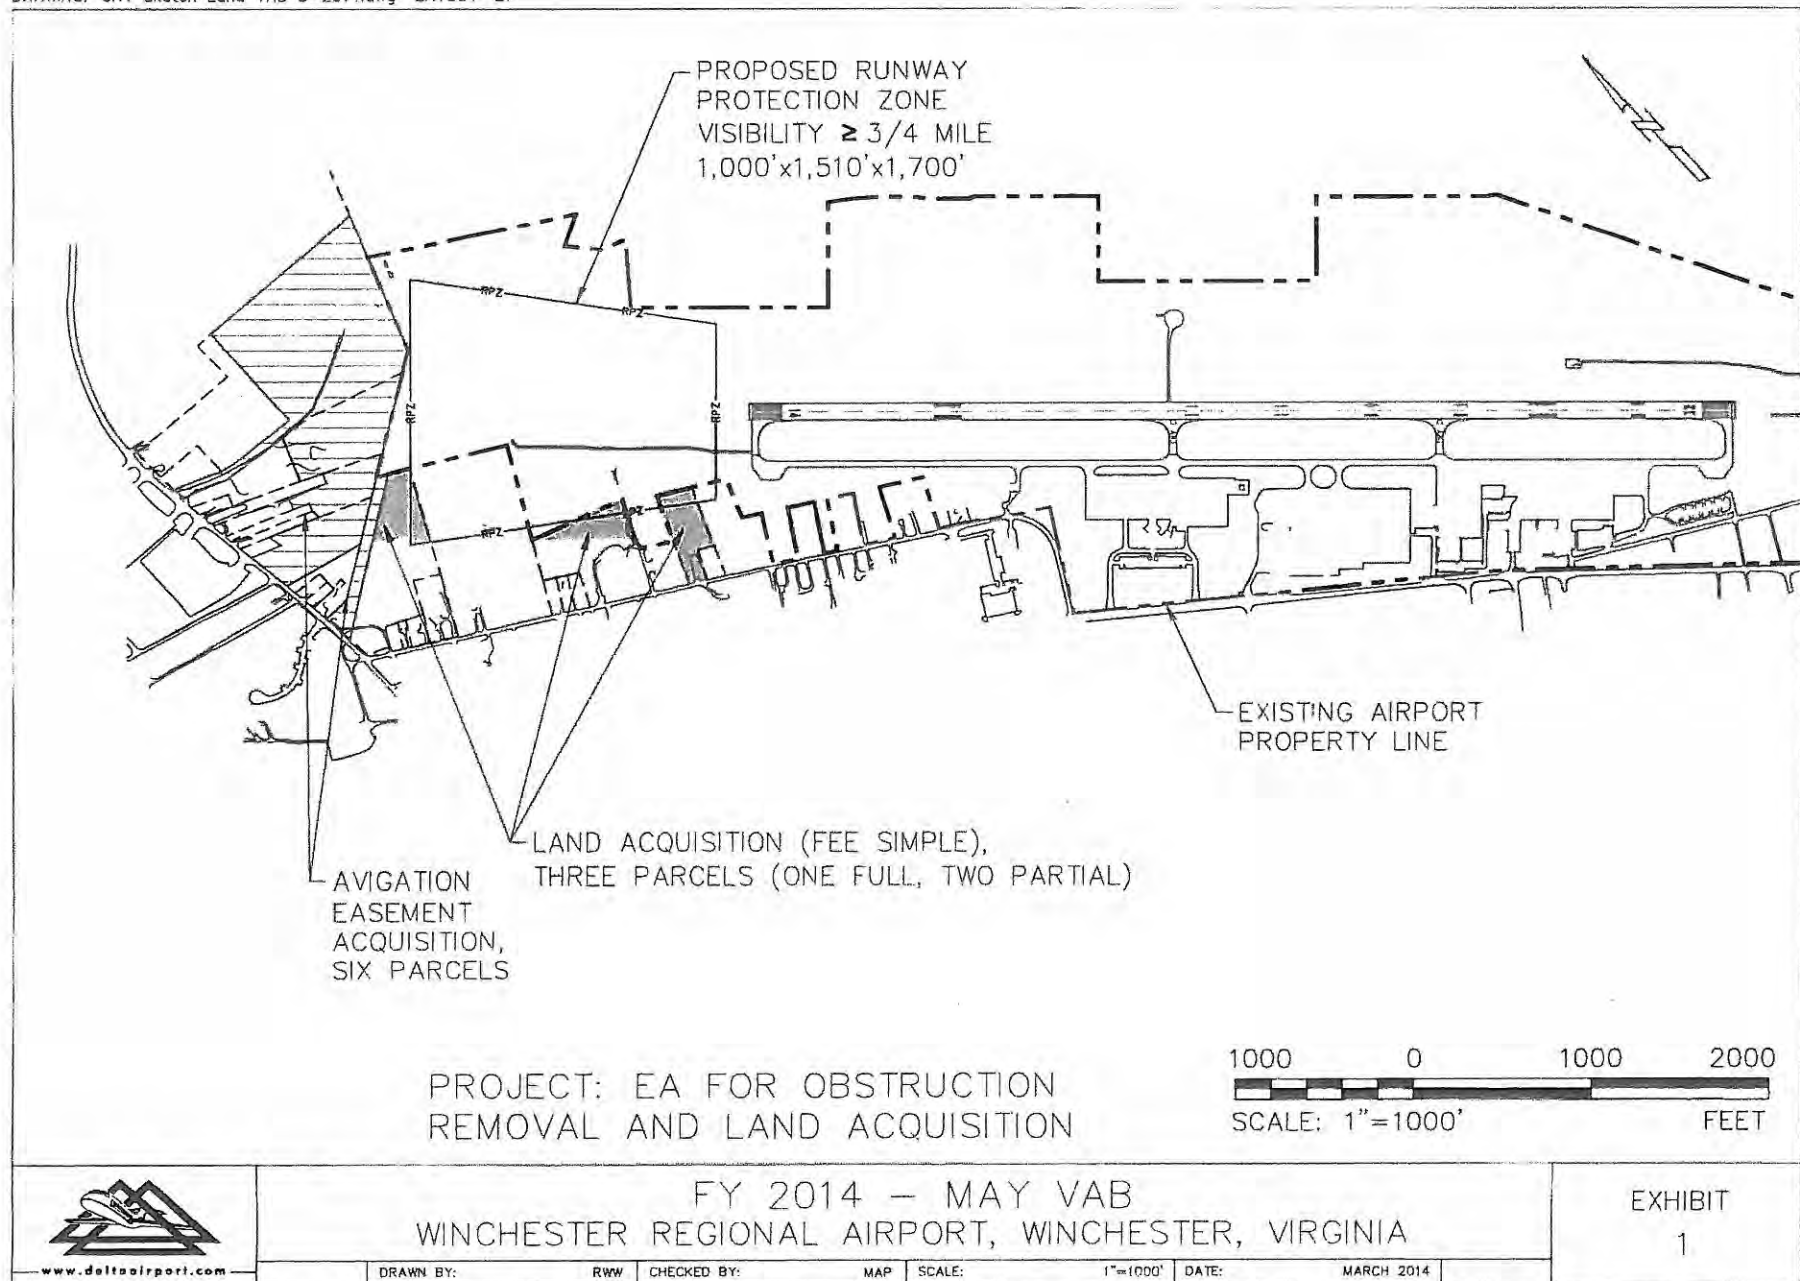 PROPOSED RUNWAY
PROTECTION ZONE
VISIBILITY ≥ 3/4 MILE
1,000'x1,510'x1,700'
RPZ
RPZ
RPZ
RPZ
RPZ
14
EXISTING AIRPORT
PROPERTY LINE
LAND ACQUISITION (FEE SIMPLE),
THREE PARCELS (ONE FULL, TWO PARTIAL)
AVIGATION
EASEMENT
ACQUISITION,
SIX PARCELS
PROJECT: EA FOR OBSTRUCTION
REMOVAL AND LAND ACQUISITION
1000 0 1000 2000
SCALE: 1"=1000' FEET
FY 2014 – MAY VAB
WINCHESTER REGIONAL AIRPORT, WINCHESTER, VIRGINIA
EXHIBIT
1
www.deltaairport.com
DRAWN BY: RWW CHECKED BY: MAP SCALE: 1"=1000' DATE: MARCH 2014